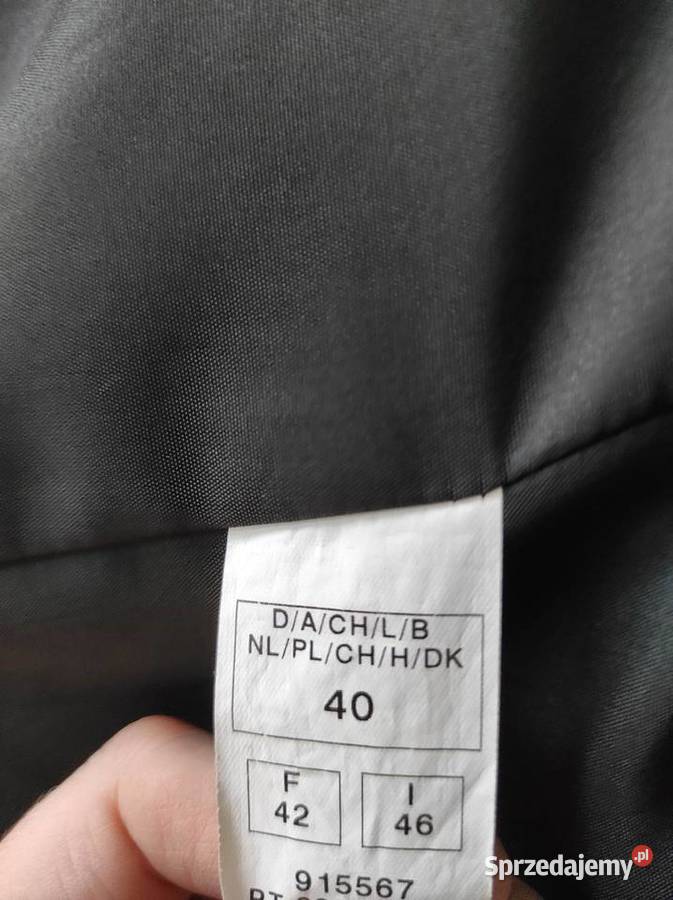 D/A/CH/L/B
NL/PL/CH/H/DK
40
F
42
I
46
915567
Sprzedajemy.pl